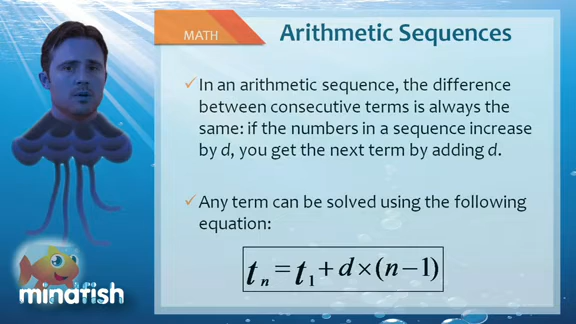 MATH
Arithmetic Sequences
✓ In an arithmetic sequence, the difference
between consecutive terms is always the
same: if the numbers in a sequence increase
by d, you get the next term by adding d.
✓ Any term can be solved using the following
equation:
tₙ = t₁ + d × (n − 1)
minafish